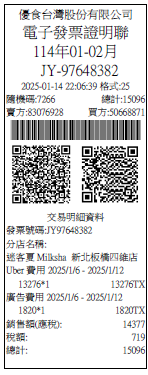 優食台灣股份有限公司
電子發票證明聯
114年01-02月
JY-97648382
2025-01-14 22:06:39 格式:25
隨機碼:7266 總計:15096
賣方:83076928 買方:50668871
交易明細資料
發票號碼:JY97648382
分店名稱:
迷客夏 Milksha 新北板橋四維店
Uber 費用 2025/1/6 - 2025/1/12
13276*1 13276TX
廣告費用 2025/1/6 - 2025/1/12
1820*1 1820TX
銷售額(應稅): 14377
稅額: 719
總計: 15096